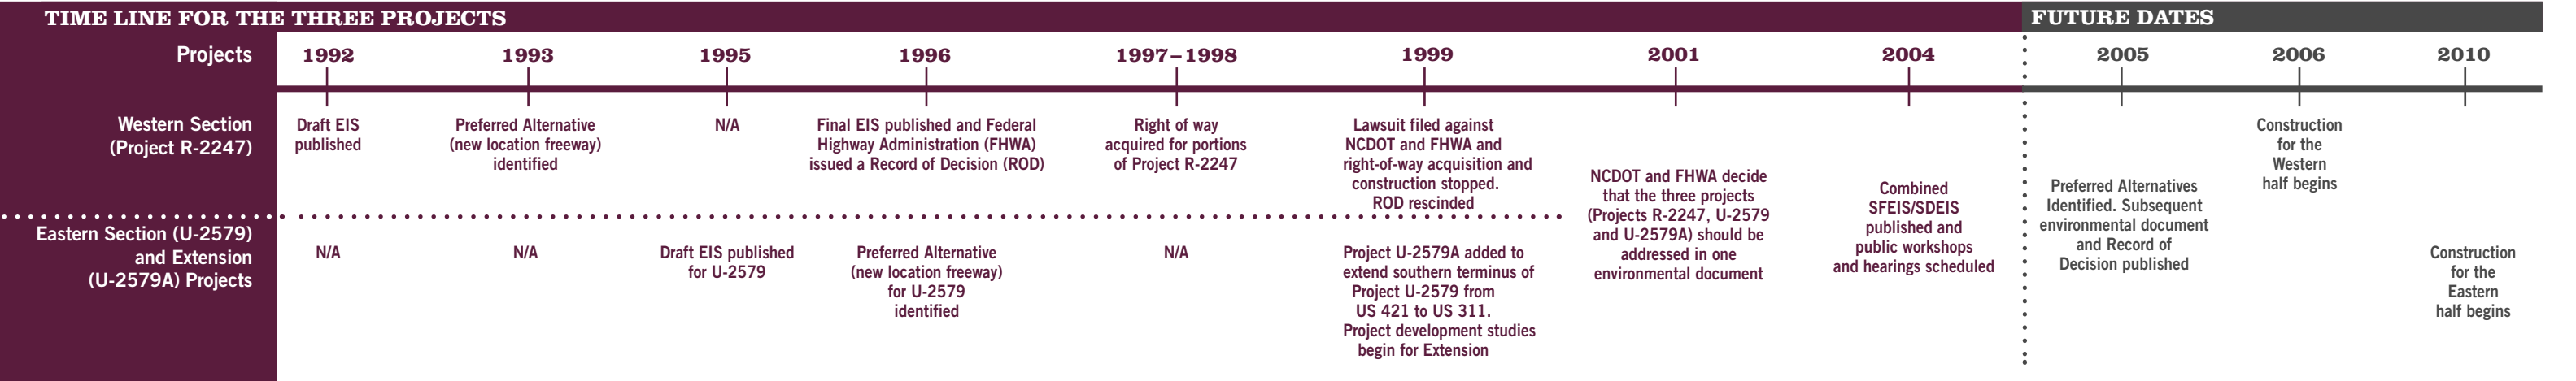 TIME LINE FOR THE THREE PROJECTS
FUTURE DATES
Projects
1992
1993
1995
1996
1997–1998
1999
2001
2004
2005
2006
2010
Western Section
(Project R-2247)
Draft EIS
published
Preferred Alternative
(new location freeway)
identified
N/A
Final EIS published and Federal
Highway Administration (FHWA)
issued a Record of Decision (ROD)
Right of way
acquired for portions
of Project R-2247
Lawsuit filed against
NCDOT and FHWA and
right-of-way acquisition and
construction stopped.
ROD rescinded
NCDOT and FHWA decide
that the three projects
(Projects R-2247, U-2579
and U-2579A) should be
addressed in one
environmental document
Combined
SFEIS/SDEIS
published and
public workshops
and hearings scheduled
Preferred Alternatives
Identified. Subsequent
environmental document
and Record of
Decision published
Construction
for the
Western
half begins
Eastern Section (U-2579)
and Extension
(U-2579A) Projects
N/A
N/A
Draft EIS published
for U-2579
Preferred Alternative
(new location freeway)
for U-2579
identified
N/A
Project U-2579A added to
extend southern terminus of
Project U-2579 from
US 421 to US 311.
Project development studies
begin for Extension
Construction
for the
Eastern
half begins